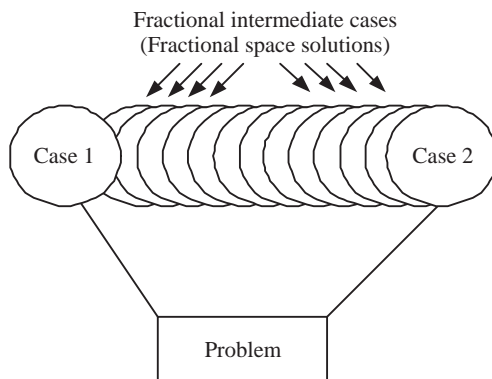 Fractional intermediate cases
(Fractional space solutions)
Case 1
Case 2
Problem